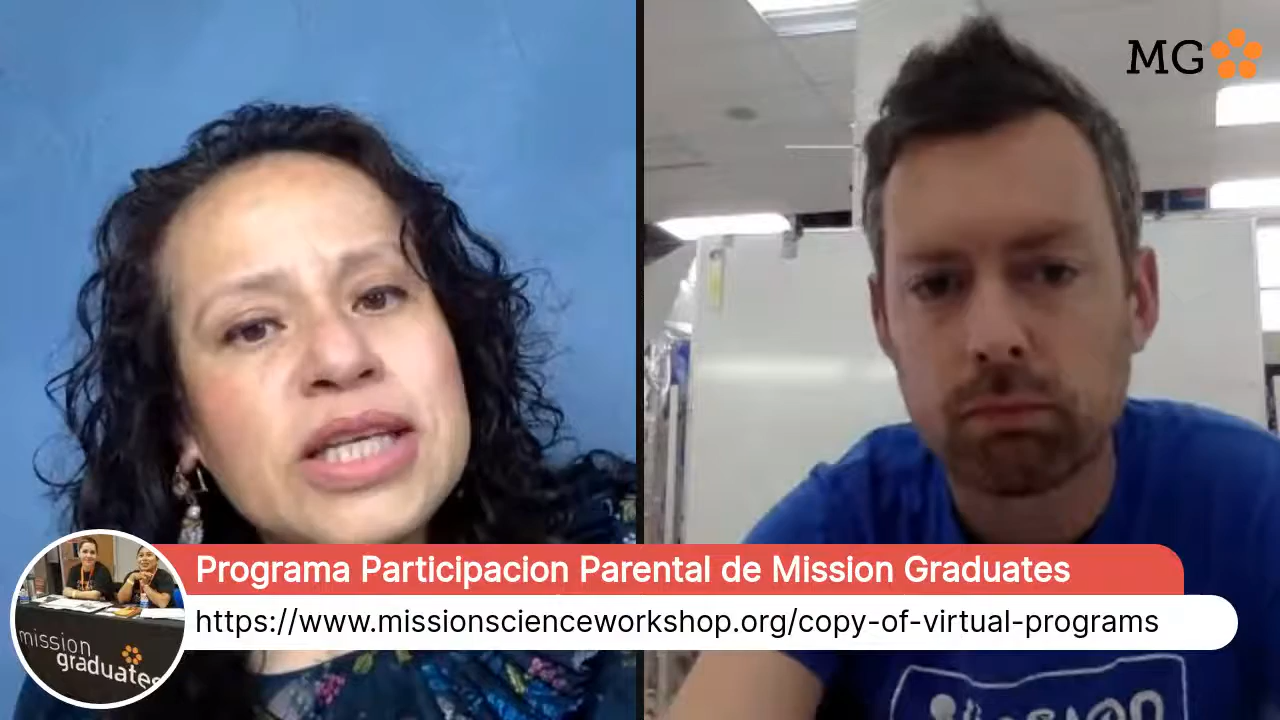 MG
Programa Participacion Parental de Mission Graduates
https://www.missionscienceworkshop.org/copy-of-virtual-programs
mission
graduates